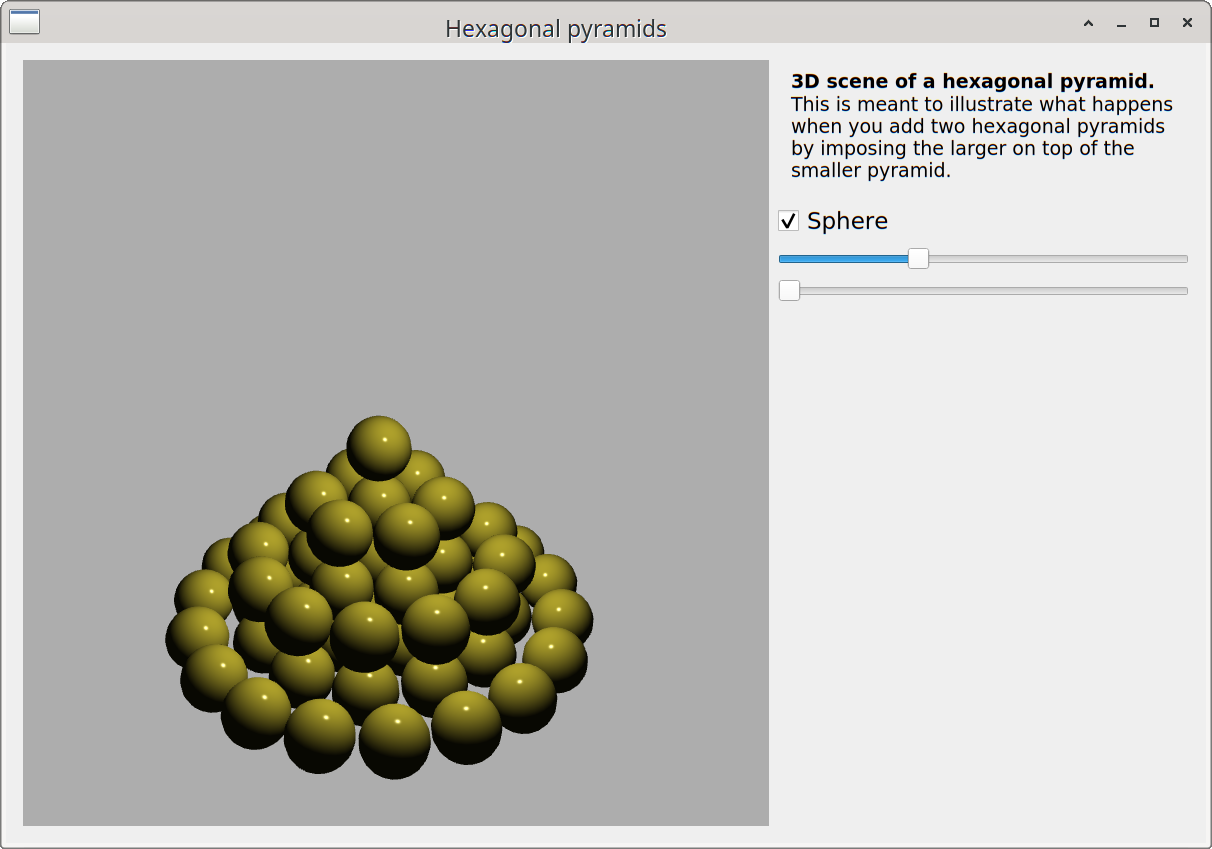 Hexagonal pyramids
3D scene of a hexagonal pyramid.
This is meant to illustrate what happens
when you add two hexagonal pyramids
by imposing the larger on top of the
smaller pyramid.
Sphere